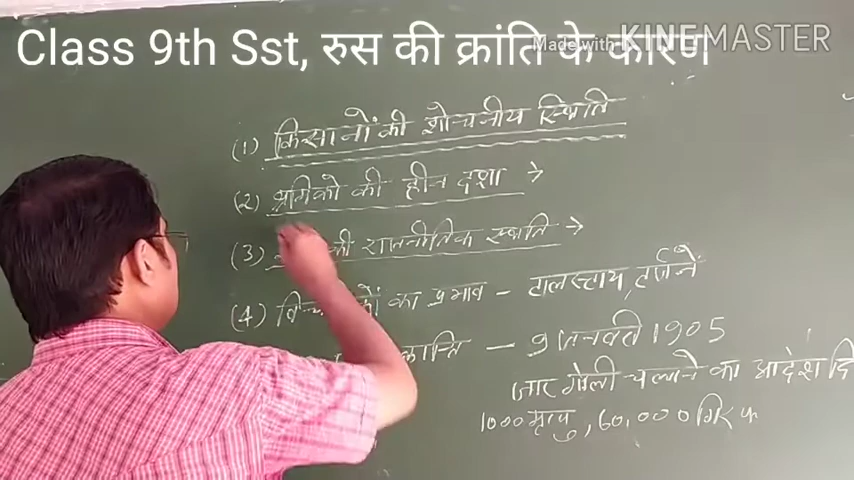 Class 9th Sst, रुस की क्रांति के कारण
Made with KINEMASTER
(1) किसानों की शोचनीय स्थिति
(2) श्रमिको की हीन दशा →
(3) की राजनीतिक स्थिति →
(4) का प्रभाव - टालस्टाय,
- 9 जनवरी 1905
जार गोली चलाने का आदेश दि
1000 मृत्यु, 60,000 गिरफ